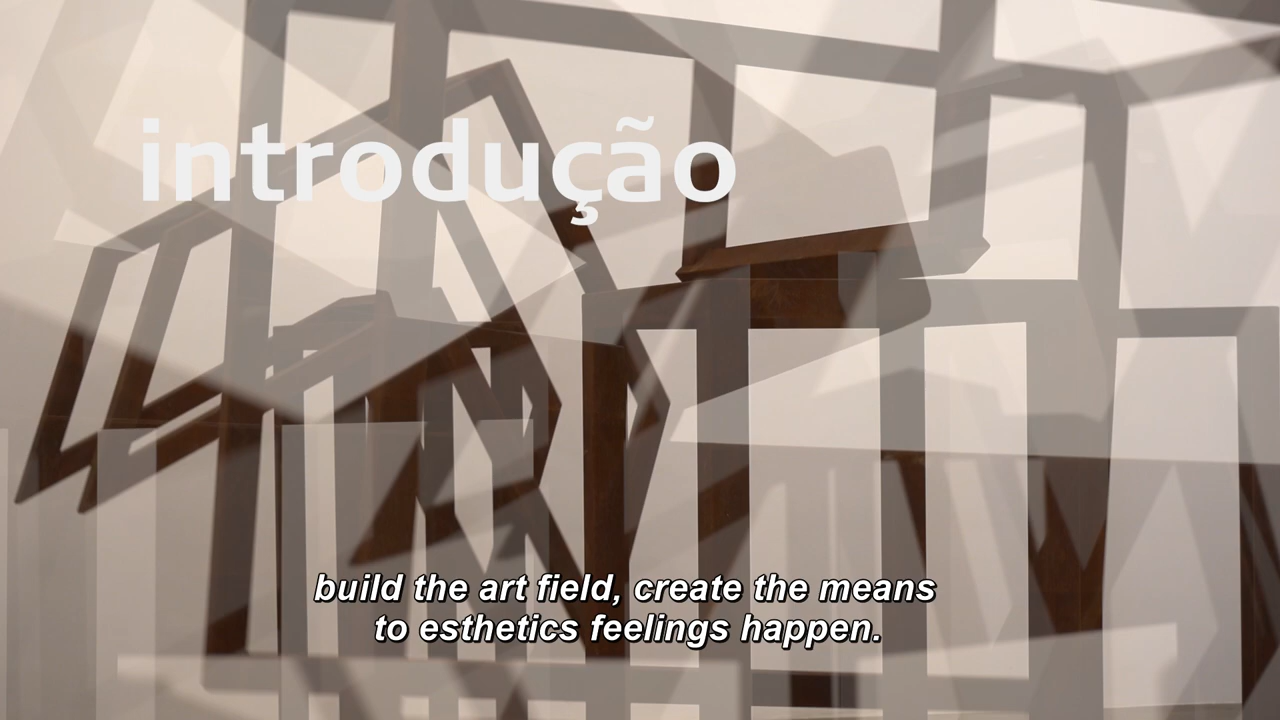 introdução
build the art field, create the means
to esthetics feelings happen.